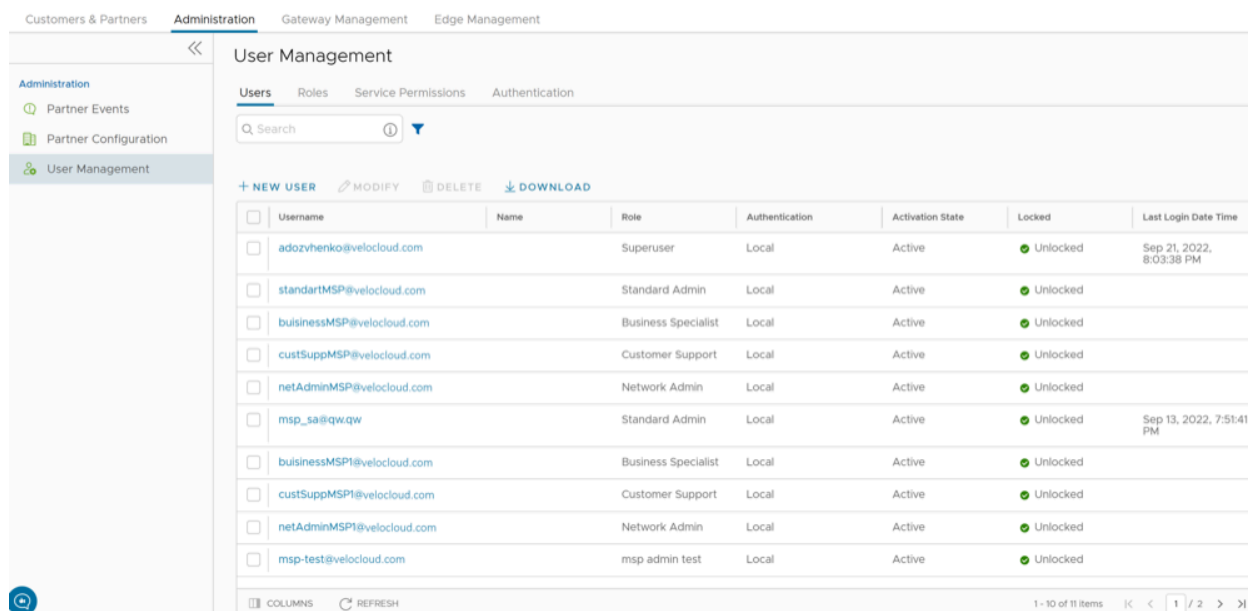 Customers & Partners Administration Gateway Management Edge Management
User Management
Administration
Users Roles Service Permissions Authentication
Partner Events
Search
Partner Configuration
User Management
+ NEW USER MODIFY DELETE DOWNLOAD
Username Name Role Authentication Activation State Locked Last Login Date Time
adozvhenko@velocloud.com Superuser Local Active Unlocked Sep 21, 2022,
8:03:38 PM
standartMSP@velocloud.com Standard Admin Local Active Unlocked
buisinessMSP@velocloud.com Business Specialist Local Active Unlocked
custSuppMSP@velocloud.com Customer Support Local Active Unlocked
netAdminMSP@velocloud.com Network Admin Local Active Unlocked
msp_sa@qw.qw Standard Admin Local Active Unlocked Sep 13, 2022, 7:51:41
PM
buisinessMSP1@velocloud.com Business Specialist Local Active Unlocked
custSuppMSP1@velocloud.com Customer Support Local Active Unlocked
netAdminMSP1@velocloud.com Network Admin Local Active Unlocked
msp-test@velocloud.com msp admin test Local Active Unlocked
COLUMNS REFRESH 1 - 10 of 11 items 1 / 2